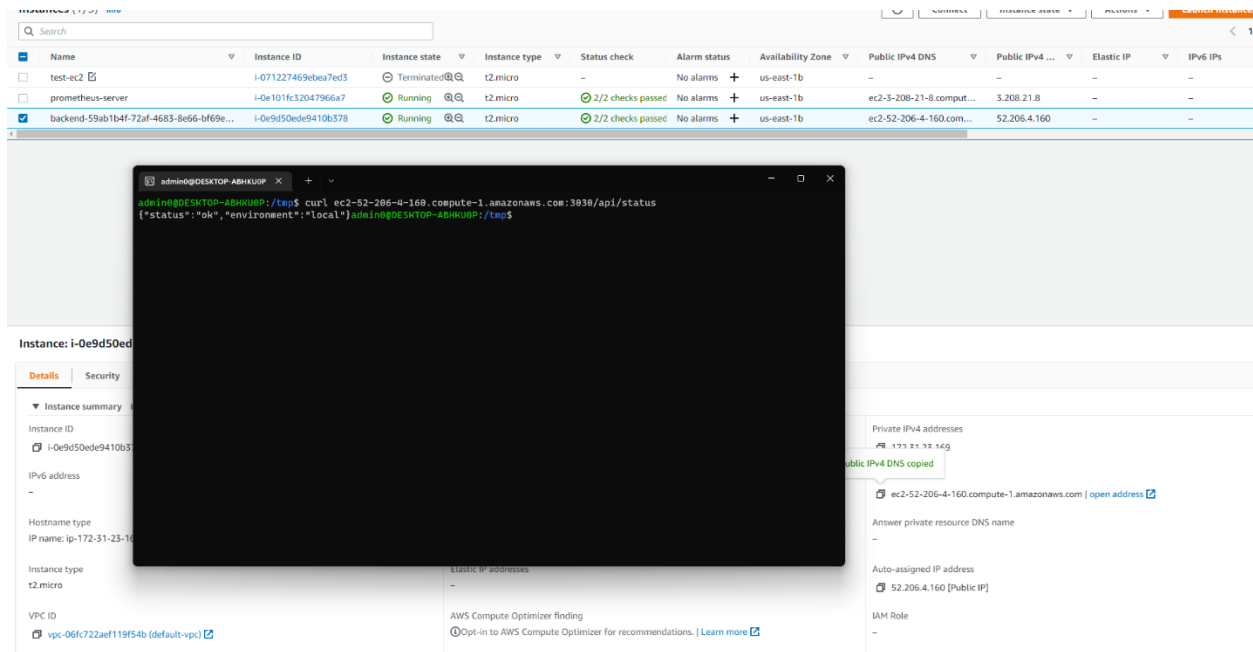 Instances (1/3) Info
Connect Instance state Actions Launch instance
Search
1
Name Instance ID Instance state Instance type Status check Alarm status Availability Zone Public IPv4 DNS Public IPv4 ... Elastic IP IPv6 IPs
test-ec2 i-071227469ebea7ed3 Terminated t2.micro – No alarms + us-east-1b – – – –
prometheus-server i-0e101fc32047966a7 Running t2.micro 2/2 checks passed No alarms + us-east-1b ec2-3-208-21-8.comput... 3.208.21.8 – –
backend-59ab1b4f-72af-4683-8e66-bf69e... i-0e9d50ede9410b378 Running t2.micro 2/2 checks passed No alarms + us-east-1b ec2-52-206-4-160.com... 52.206.4.160 – –
admin0@DESKTOP-ABHKU0P
admin0@DESKTOP-ABHKU0P:/tmp$ curl ec2-52-206-4-160.compute-1.amazonaws.com:3030/api/status
{"status":"ok","environment":"local"}admin0@DESKTOP-ABHKU0P:/tmp$
Instance: i-0e9d50ed
Details Security
Instance summary
Instance ID Private IPv4 addresses
i-0e9d50ede9410b37 172.31.23.169
ublic IPv4 DNS copied
IPv6 address
– ec2-52-206-4-160.compute-1.amazonaws.com | open address
Hostname type Answer private resource DNS name
IP name: ip-172-31-23-16 –
Instance type Elastic IP addresses Auto-assigned IP address
t2.micro – 52.206.4.160 [Public IP]
VPC ID AWS Compute Optimizer finding IAM Role
vpc-06fc722aef119f54b (default-vpc) Opt-in to AWS Compute Optimizer for recommendations. | Learn more –